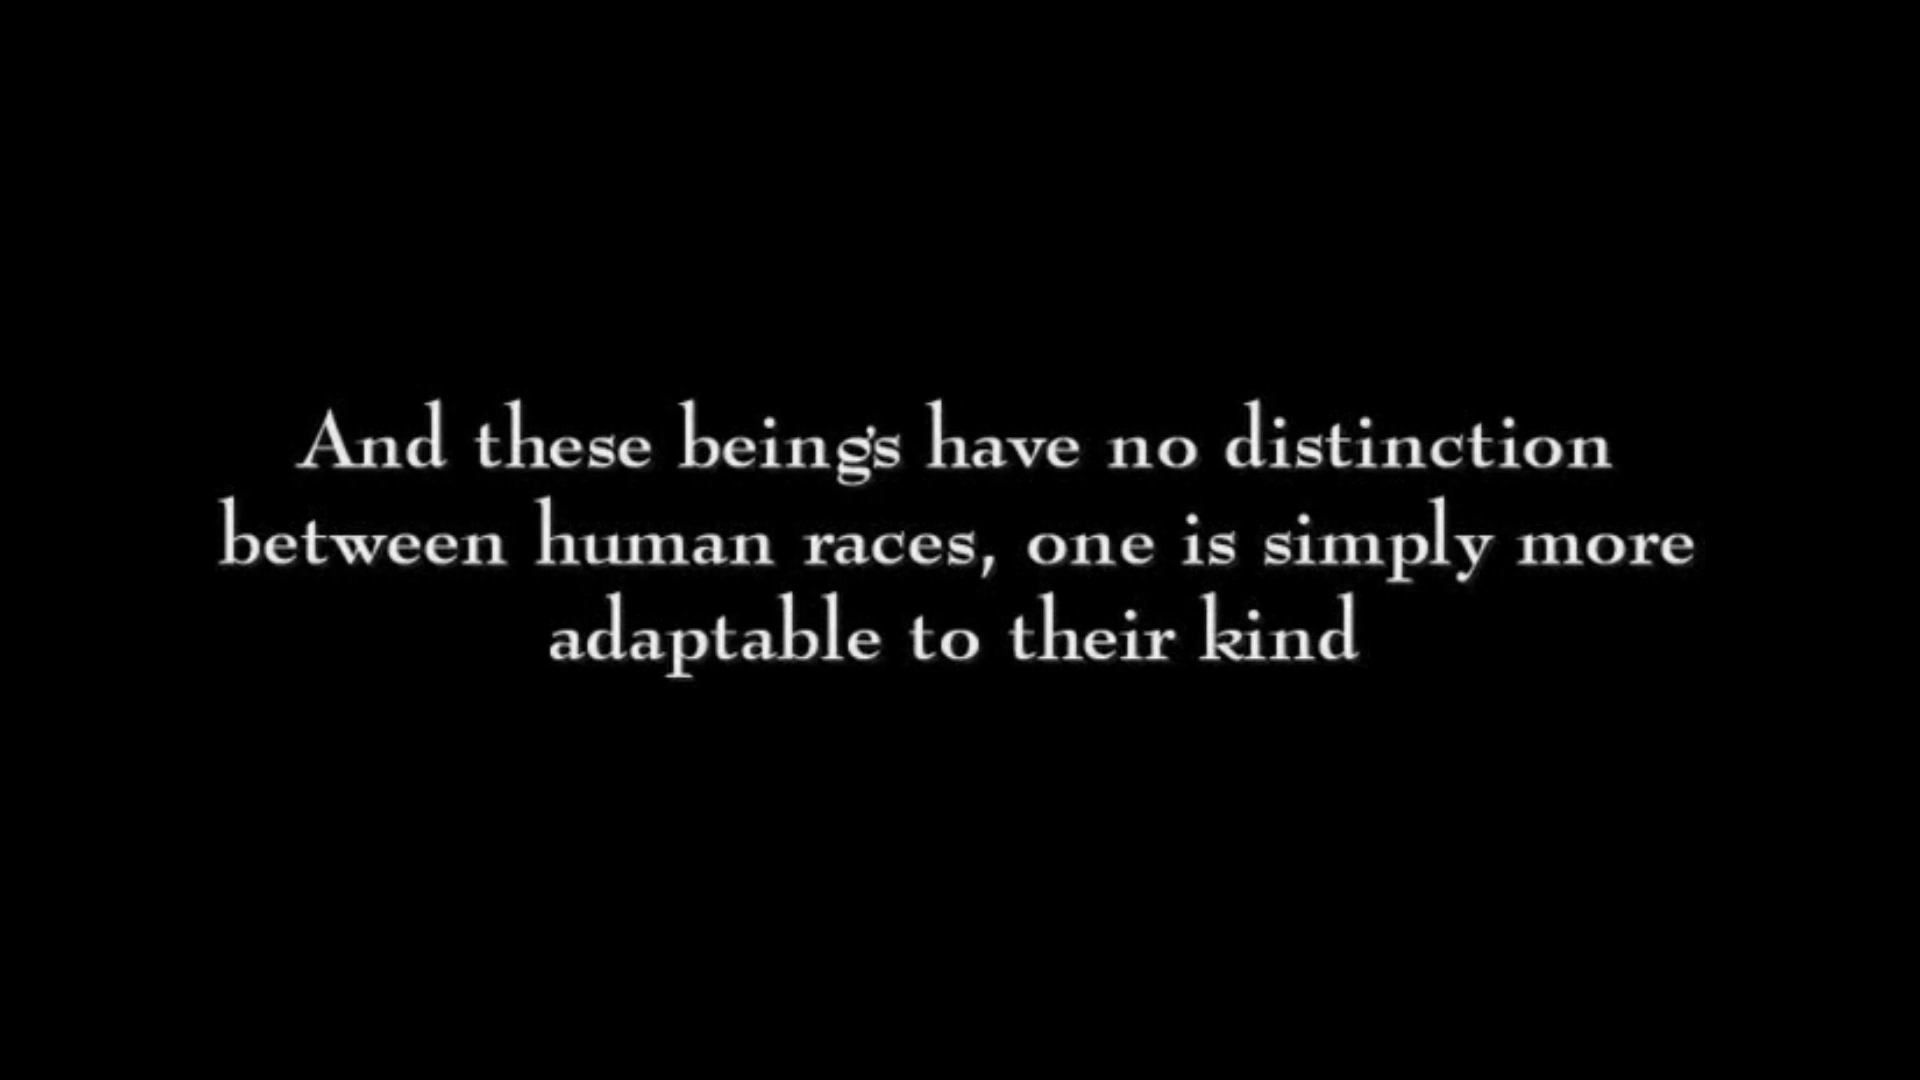 And these beings have no distinction
between human races, one is simply more
adaptable to their kind